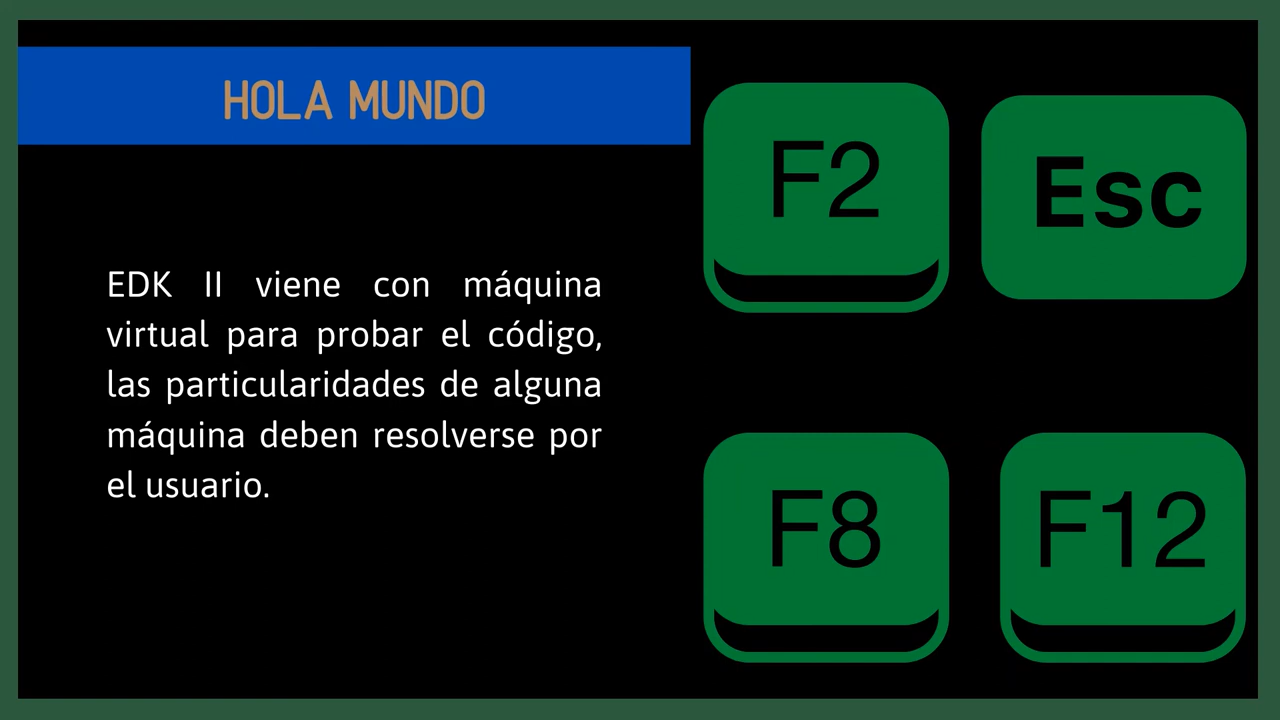 HOLA MUNDO
EDK II viene con máquina
virtual para probar el código,
las particularidades de alguna
máquina deben resolverse por
el usuario.
F2
Esc
F8
F12